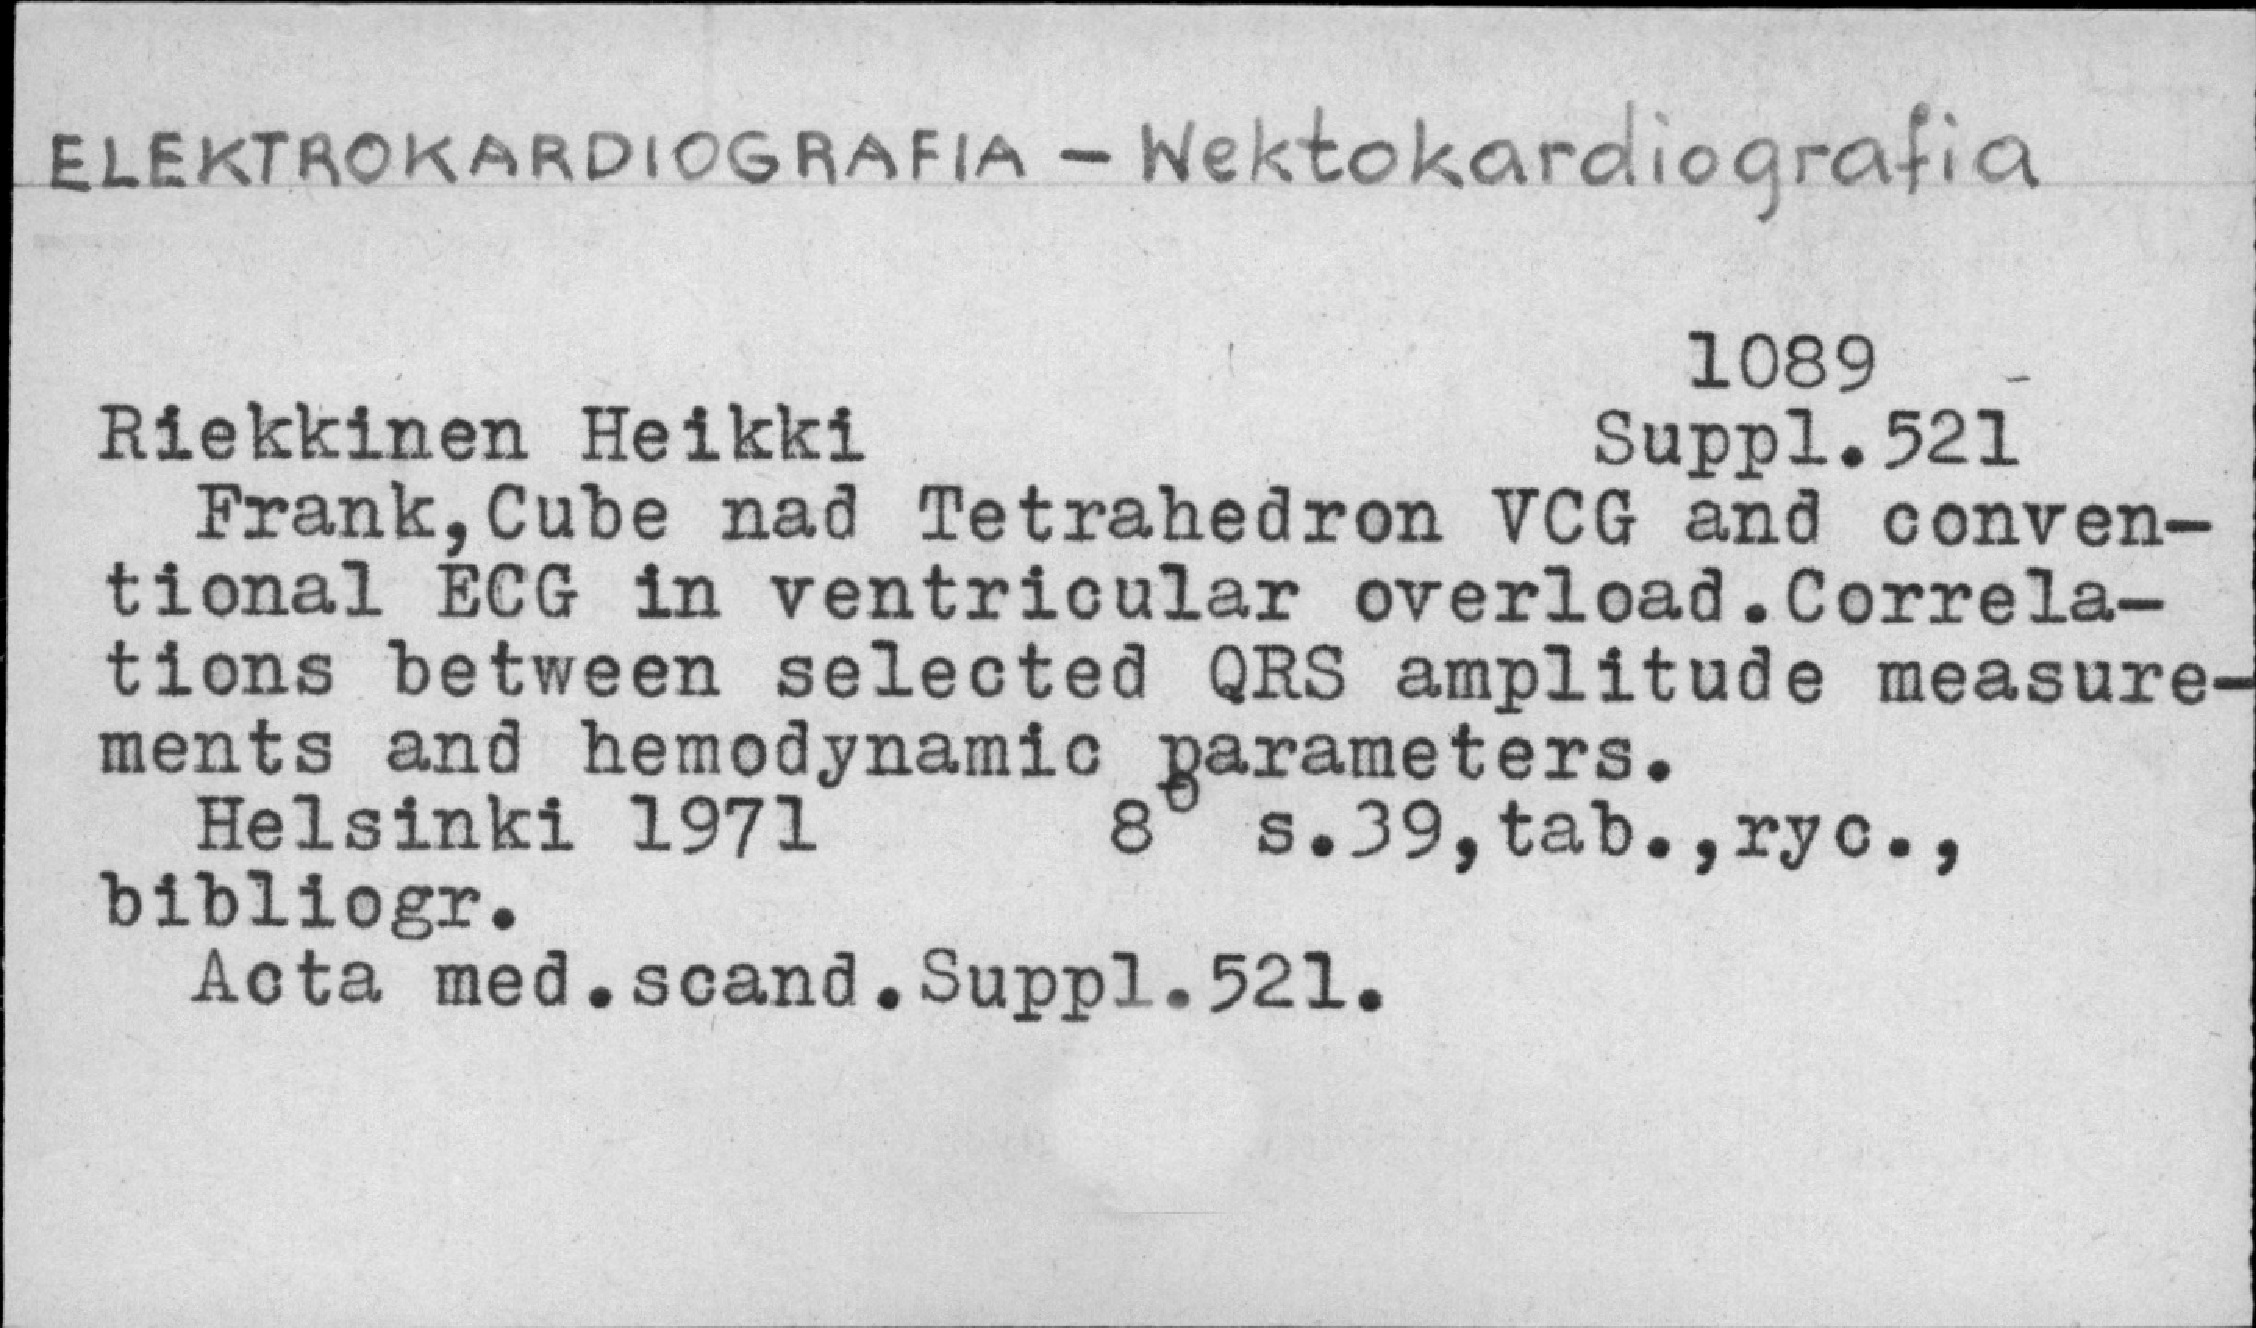 ELEKTROKARDIOGRAFIA – Wektokardiografia
1089
Riekkinen Heikki Suppl.521
Frank,Cube nad Tetrahedron VCG and conven-
tional ECG in ventricular overload.Correla-
tions between selected QRS amplitude measure-
ments and hemodynamic parameters.
Helsinki 1971 8° s.39,tab.,ryc.,
bibliogr.
Acta med.scand.Suppl.521.